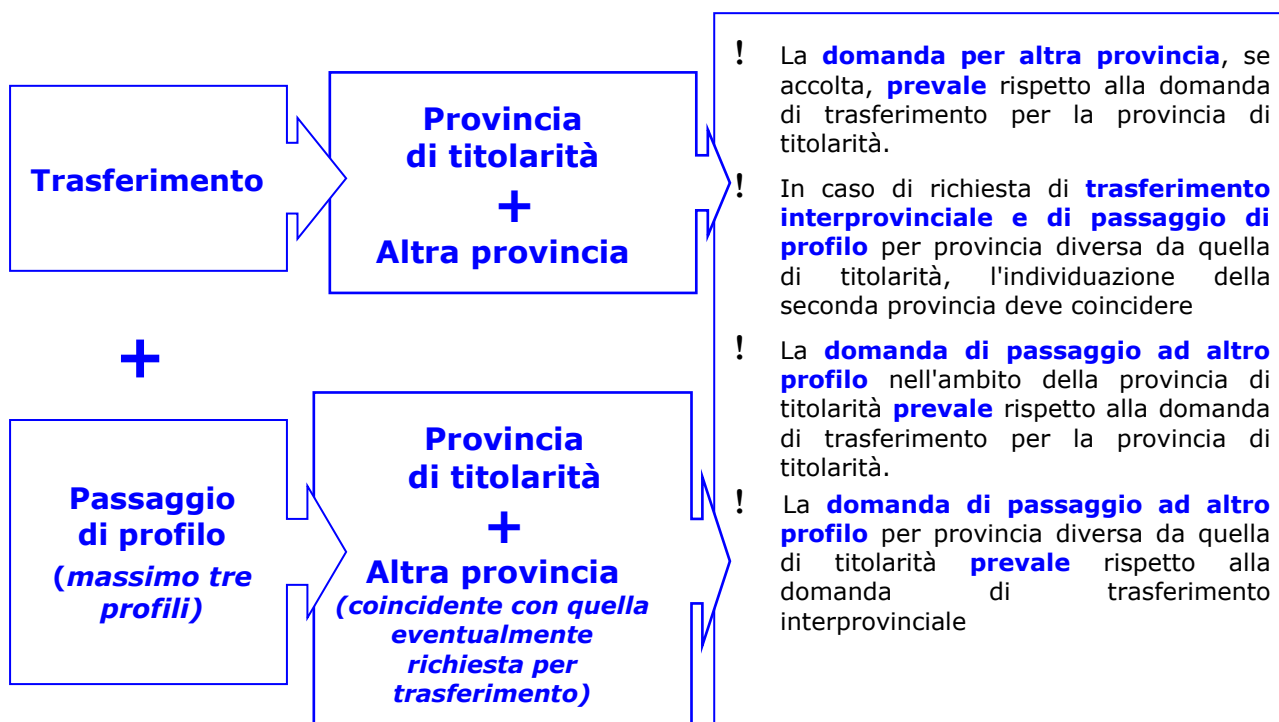 Trasferimento
Provincia
di titolarità
+
Altra provincia
+
Passaggio
di profilo
(massimo tre
profili)
Provincia
di titolarità
+
Altra provincia
(coincidente con quella
eventualmente
richiesta per
trasferimento)
! La domanda per altra provincia, se
accolta, prevale rispetto alla domanda
di trasferimento per la provincia di
titolarità.
! In caso di richiesta di trasferimento
interprovinciale e di passaggio di
profilo per provincia diversa da quella
di titolarità, l'individuazione della
seconda provincia deve coincidere
! La domanda di passaggio ad altro
profilo nell'ambito della provincia di
titolarità prevale rispetto alla domanda
di trasferimento per la provincia di
titolarità.
! La domanda di passaggio ad altro
profilo per provincia diversa da quella
di titolarità prevale rispetto alla
domanda di trasferimento
interprovinciale